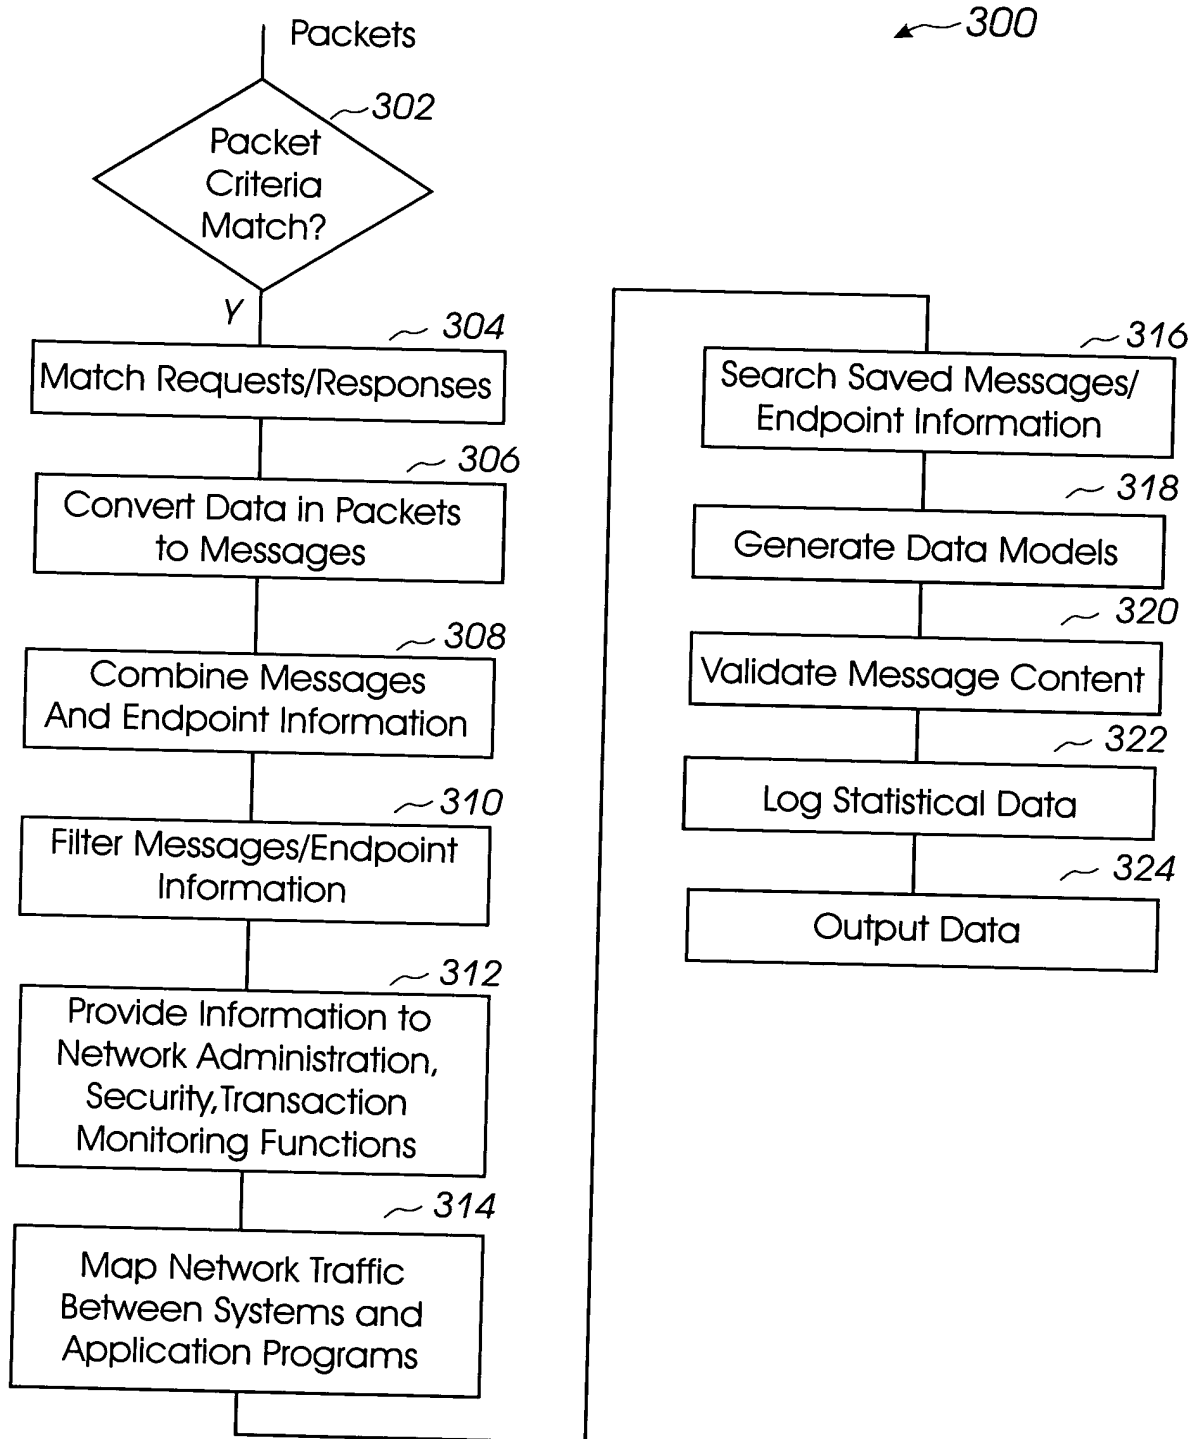 Packets
300
302
Packet
Criteria
Match?
Y
304
Match Requests/Responses
306
Convert Data in Packets
to Messages
308
Combine Messages
And Endpoint Information
310
Filter Messages/Endpoint
Information
312
Provide Information to
Network Administration,
Security,Transaction
Monitoring Functions
314
Map Network Traffic
Between Systems and
Application Programs
316
Search Saved Messages/
Endpoint Information
318
Generate Data Models
320
Validate Message Content
322
Log Statistical Data
324
Output Data